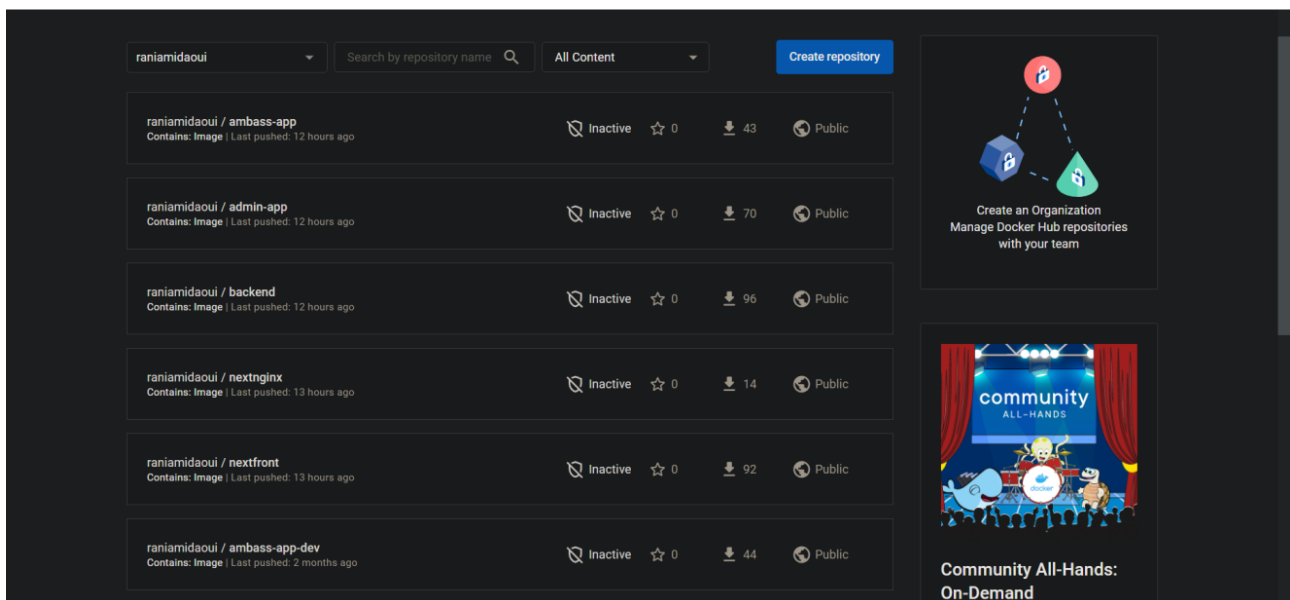 raniamidaoui
Search by repository name
All Content
Create repository
raniamidaoui / ambass-app
Contains: Image | Last pushed: 12 hours ago
Inactive
0
43
Public
raniamidaoui / admin-app
Contains: Image | Last pushed: 12 hours ago
Inactive
0
70
Public
raniamidaoui / backend
Contains: Image | Last pushed: 12 hours ago
Inactive
0
96
Public
raniamidaoui / nextnginx
Contains: Image | Last pushed: 13 hours ago
Inactive
0
14
Public
raniamidaoui / nextfront
Contains: Image | Last pushed: 13 hours ago
Inactive
0
92
Public
raniamidaoui / ambass-app-dev
Contains: Image | Last pushed: 2 months ago
Inactive
0
44
Public
Create an Organization
Manage Docker Hub repositories
with your team
community
ALL-HANDS
docker
Community All-Hands:
On-Demand